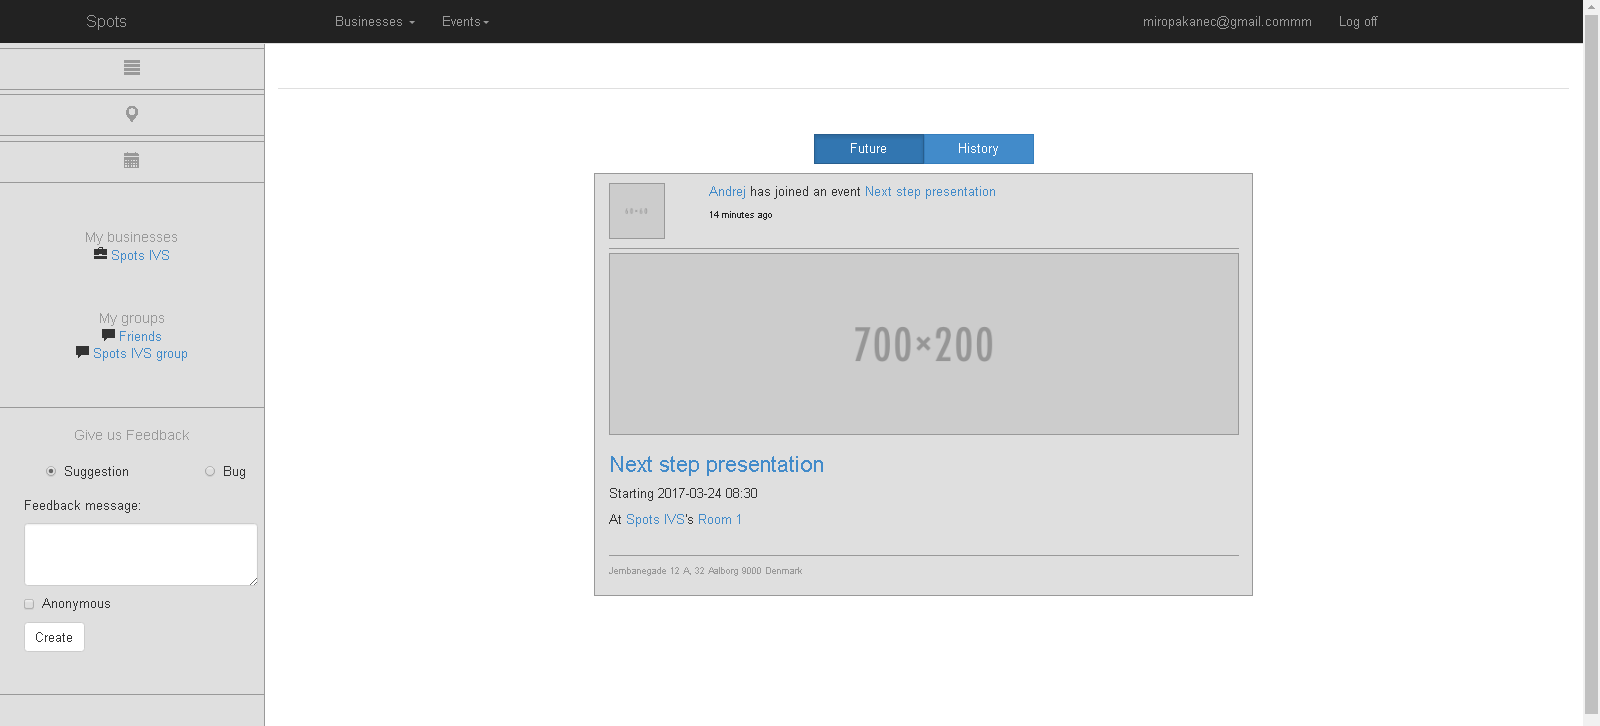 Spots
Businesses
Events
miropakanec@gmail.commm
Log off
My businesses
Spots IVS
My groups
Friends
Spots IVS group
Give us Feedback
Suggestion
Bug
Feedback message:
Anonymous
Create
Future
History
Andrej has joined an event Next step presentation
14 minutes ago
700×200
Next step presentation
Starting 2017-03-24 08:30
At Spots IVS's Room 1
Jernbanegade 12 A, 32 Aalborg 9000 Denmark